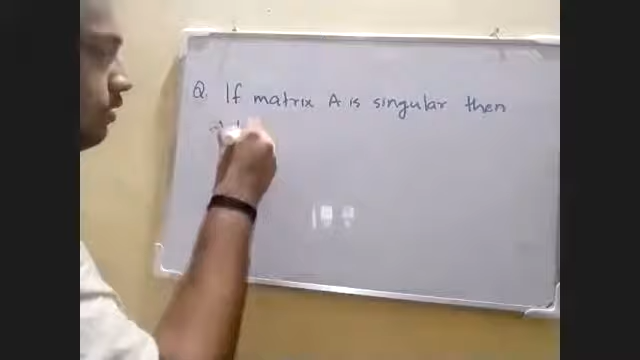 Q. If matrix A is singular then